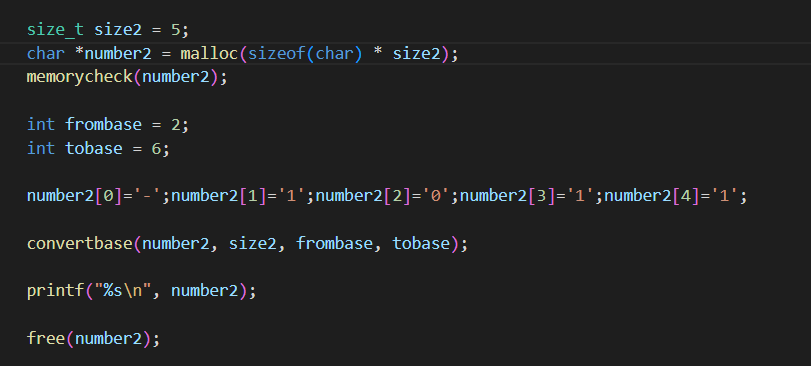 size_t size2 = 5;
char *number2 = malloc(sizeof(char) * size2);
memorycheck(number2);
int frombase = 2;
int tobase = 6;
number2[0]='-';number2[1]='1';number2[2]='0';number2[3]='1';number2[4]='1';
convertbase(number2, size2, frombase, tobase);
printf("%s\n", number2);
free(number2);